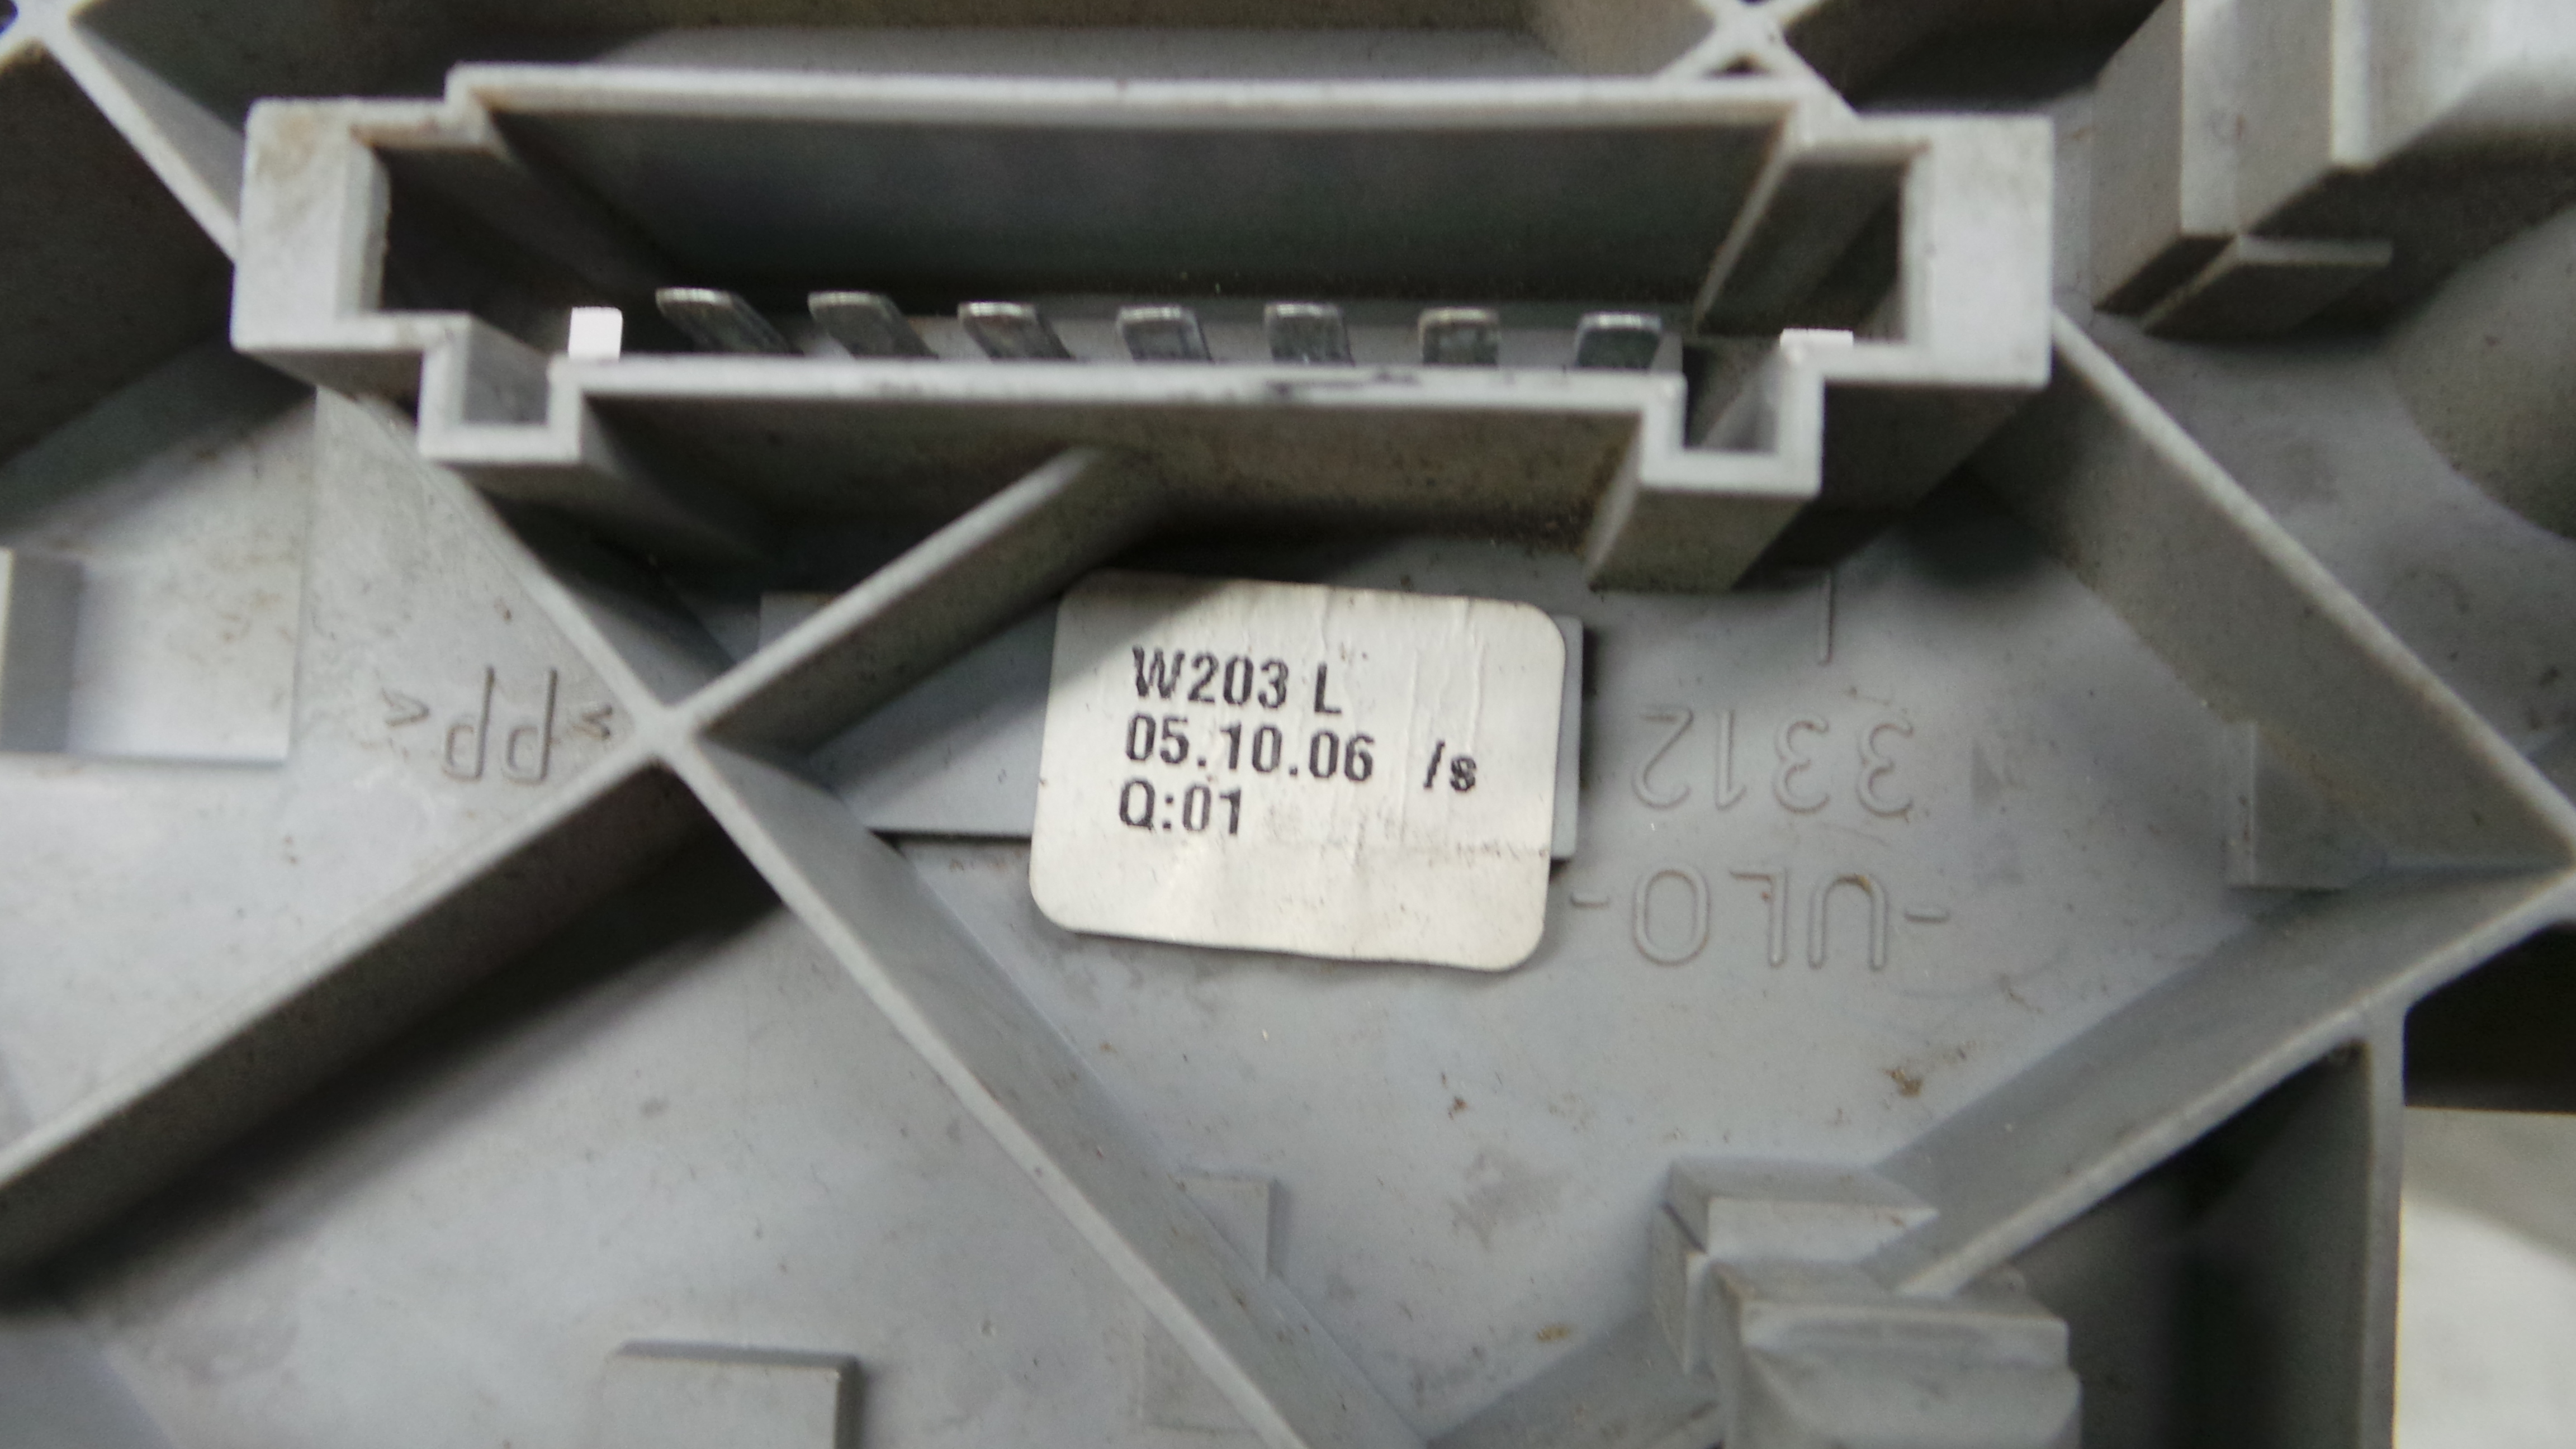 W203 L
05.10.06 /s
Q:01
>PP<
3312
-ULO-